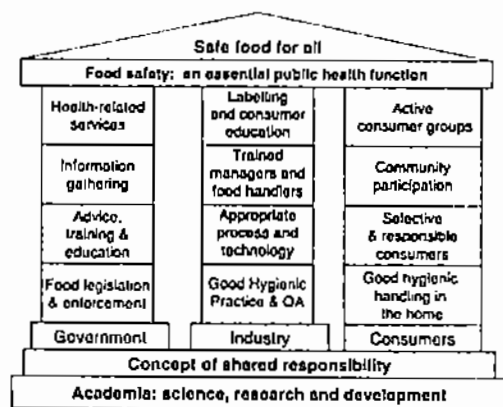 Safe food for all
Food safety: an essential public health function
Health-related
services
Information
gathering
Advice,
training &
education
Food legislation
& enforcement
Government
Labelling
and consumer
education
Trained
managers and
food handlers
Appropriate
process and
technology
Good Hygienic
Practice & QA
Industry
Active
consumer groups
Community
participation
Selective
& responsible
consumers
Good hygienic
handling in
the home
Consumers
Concept of shared responsibility
Academia: science, research and development